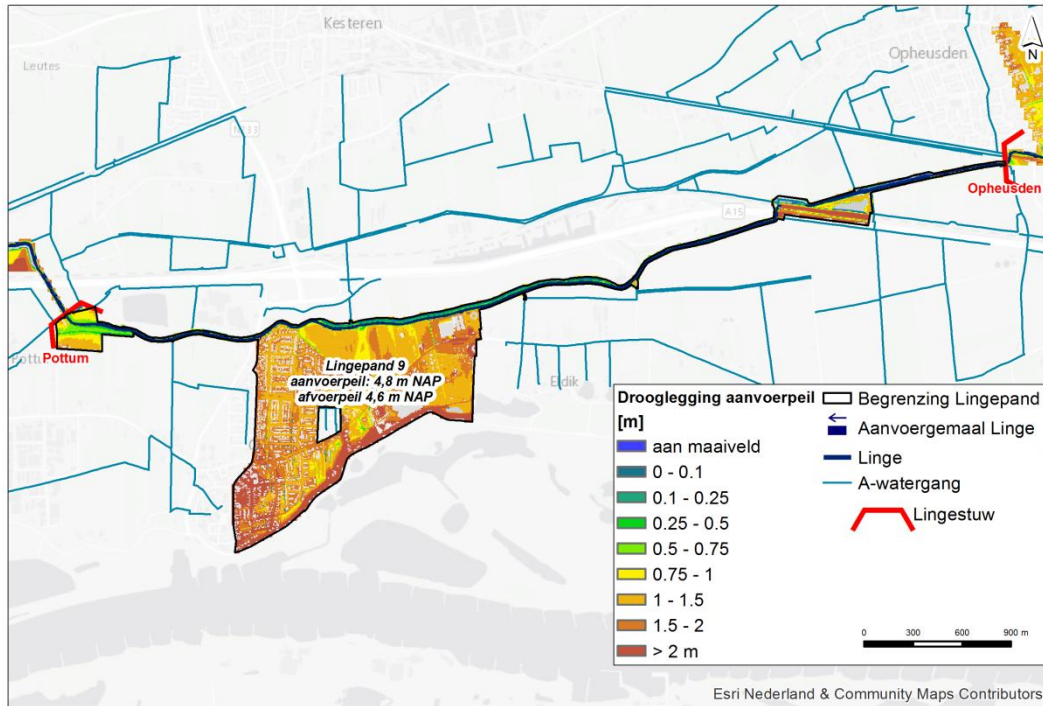 Kesteren
Leutes
Opheusden
N
Opheusden
A15
Pottum
Lingepand 9
aanvoerpeil: 4,8 m NAP
afvoerpeil 4,6 m NAP
Drooglegging aanvoerpeil
[m]
aan maaiveld
0 - 0.1
0.1 - 0.25
0.25 - 0.5
0.5 - 0.75
0.75 - 1
1 - 1.5
1.5 - 2
> 2 m
Begrenzing Lingepand
Aanvoergemaal Linge
Linge
A-watergang
Lingestuw
0 300 600 900 m
Esri Nederland & Community Maps Contributors